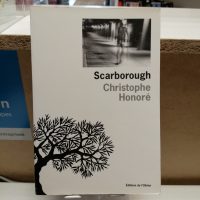 Scarborough
Christophe
Honoré
Éditions de l'Olivier